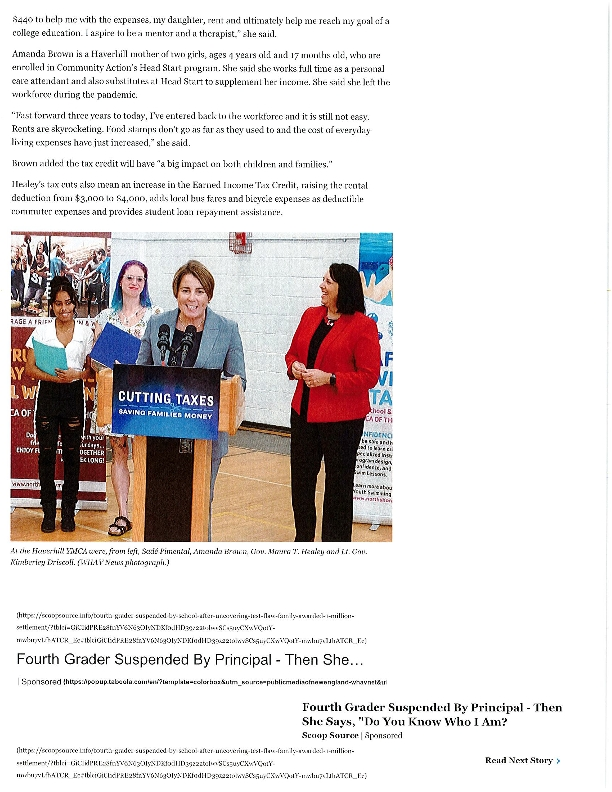 $440 to help me with the expenses, my daughter, rent and ultimately help me reach my goal of a
college education. I aspire to be a mentor and a therapist," she said.
Amanda Brown is a Haverhill mother of two girls, ages 4 years old and 17 months old, who are
enrolled in Community Action's Head Start program. She said she works full time as a personal
care attendant and also substitutes at Head Start to supplement her income. She said she left the
workforce during the pandemic.
"Fast forward three years to today, I've entered back to the workforce and it is still not easy.
Rents are skyrocketing. Food stamps don't go as far as they used to and the cost of everyday
living expenses have just increased," she said.
Brown added the tax credit will have "a big impact on both children and families."
Healey's tax cuts also mean an increase in the Earned Income Tax Credit, raising the rental
deduction from $3,000 to $4,000, adds local bus fares and bicycle expenses as deductible
commuter expenses and provides student loan repayment assistance.
CUTTING TAXES
SAVING FAMILIES MONEY
At the Haverhill YMCA were, from left, Sadé Pimental, Amanda Brown, Gov. Maura T. Healey and Lt. Gov.
Kimberley Driscoll. (WHAV News photograph.)
(https://scoopsource.info/fourth-grader-suspended-by-school-after-uncovering-test-flaw-family-awarded-1-million-
Fourth Grader Suspended By Principal - Then She...
| Sponsored (https://popup.taboola.com/en/?template=colorbox&utm_source=publicmediaofnewengland-whavnet&ut
Fourth Grader Suspended By Principal - Then
She Says, "Do You Know Who I Am?
Scoop Source | Sponsored
(https://scoopsource.info/fourth-grader-suspended-by-school-after-uncovering-test-flaw-family-awarded-1-million-
Read Next Story >